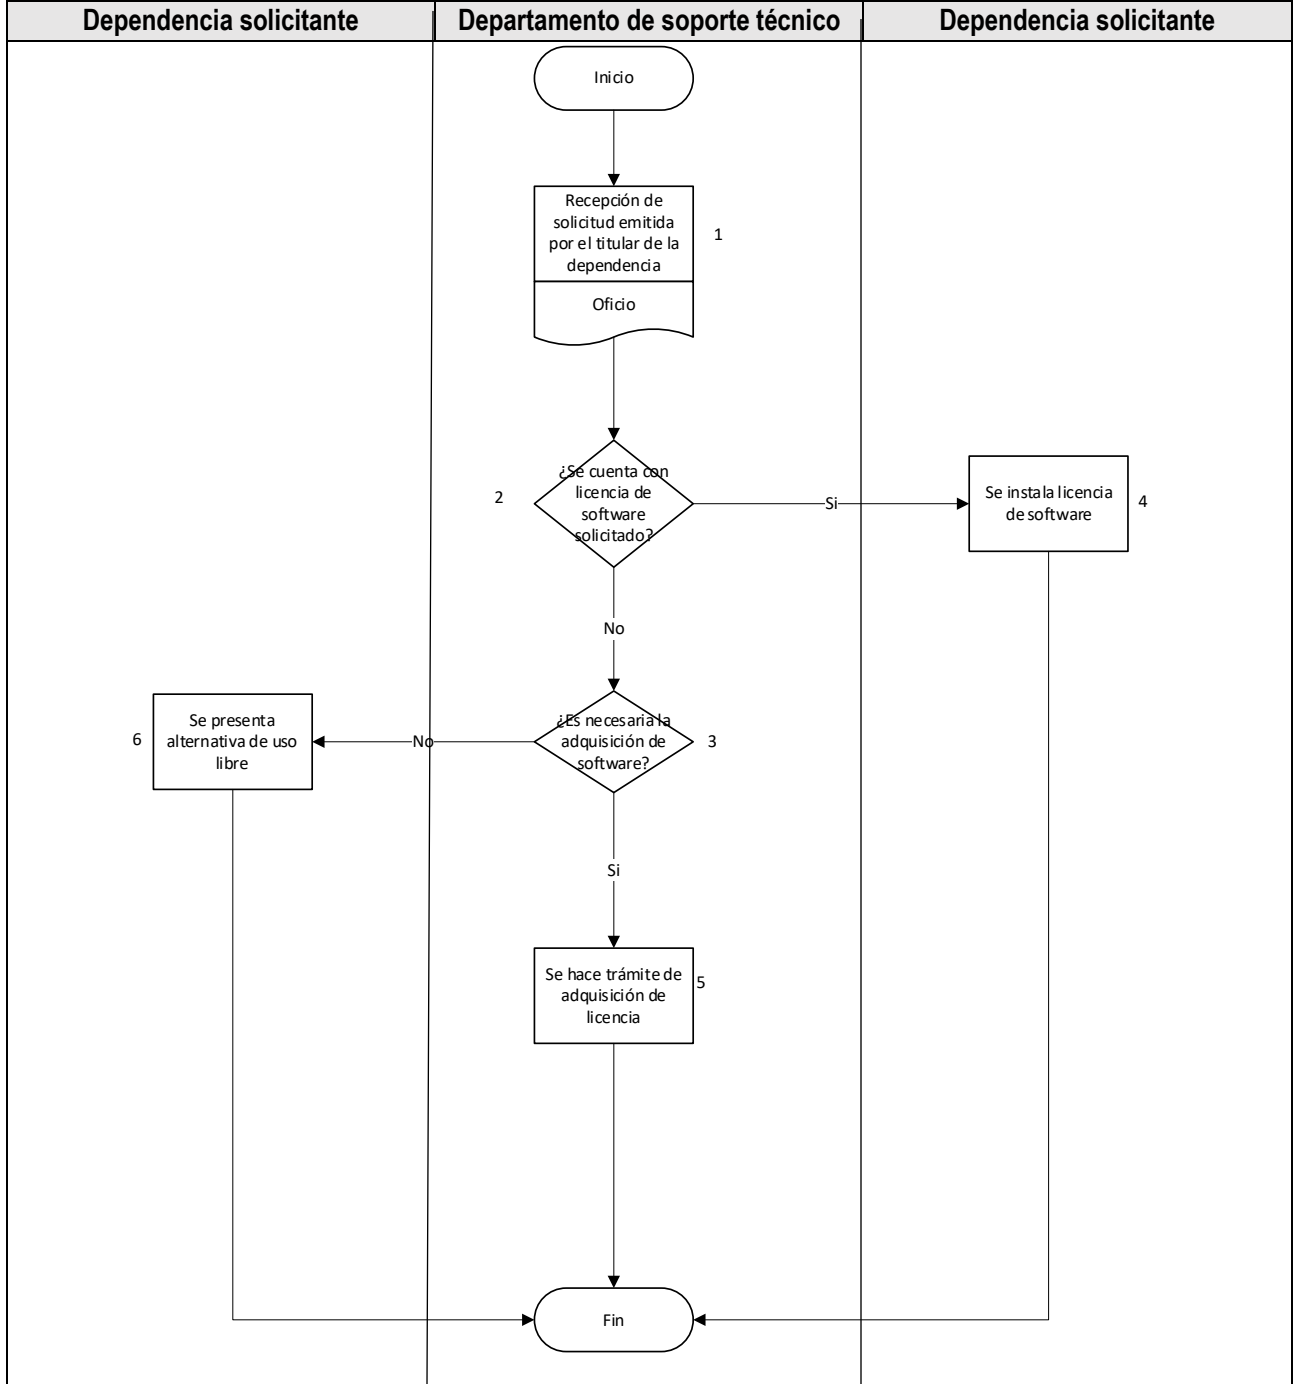 Dependencia solicitante
Departamento de soporte técnico
Dependencia solicitante
Inicio
Recepción de
solicitud emitida
por el titular de la
dependencia
1
Oficio
¿Se cuenta con
licencia de
software
solicitado?
2
Si
Se instala licencia
de software
4
No
¿Es necesaria la
adquisición de
software?
3
No
Se presenta
alternativa de uso
libre
6
Si
Se hace trámite de
adquisición de
licencia
5
Fin